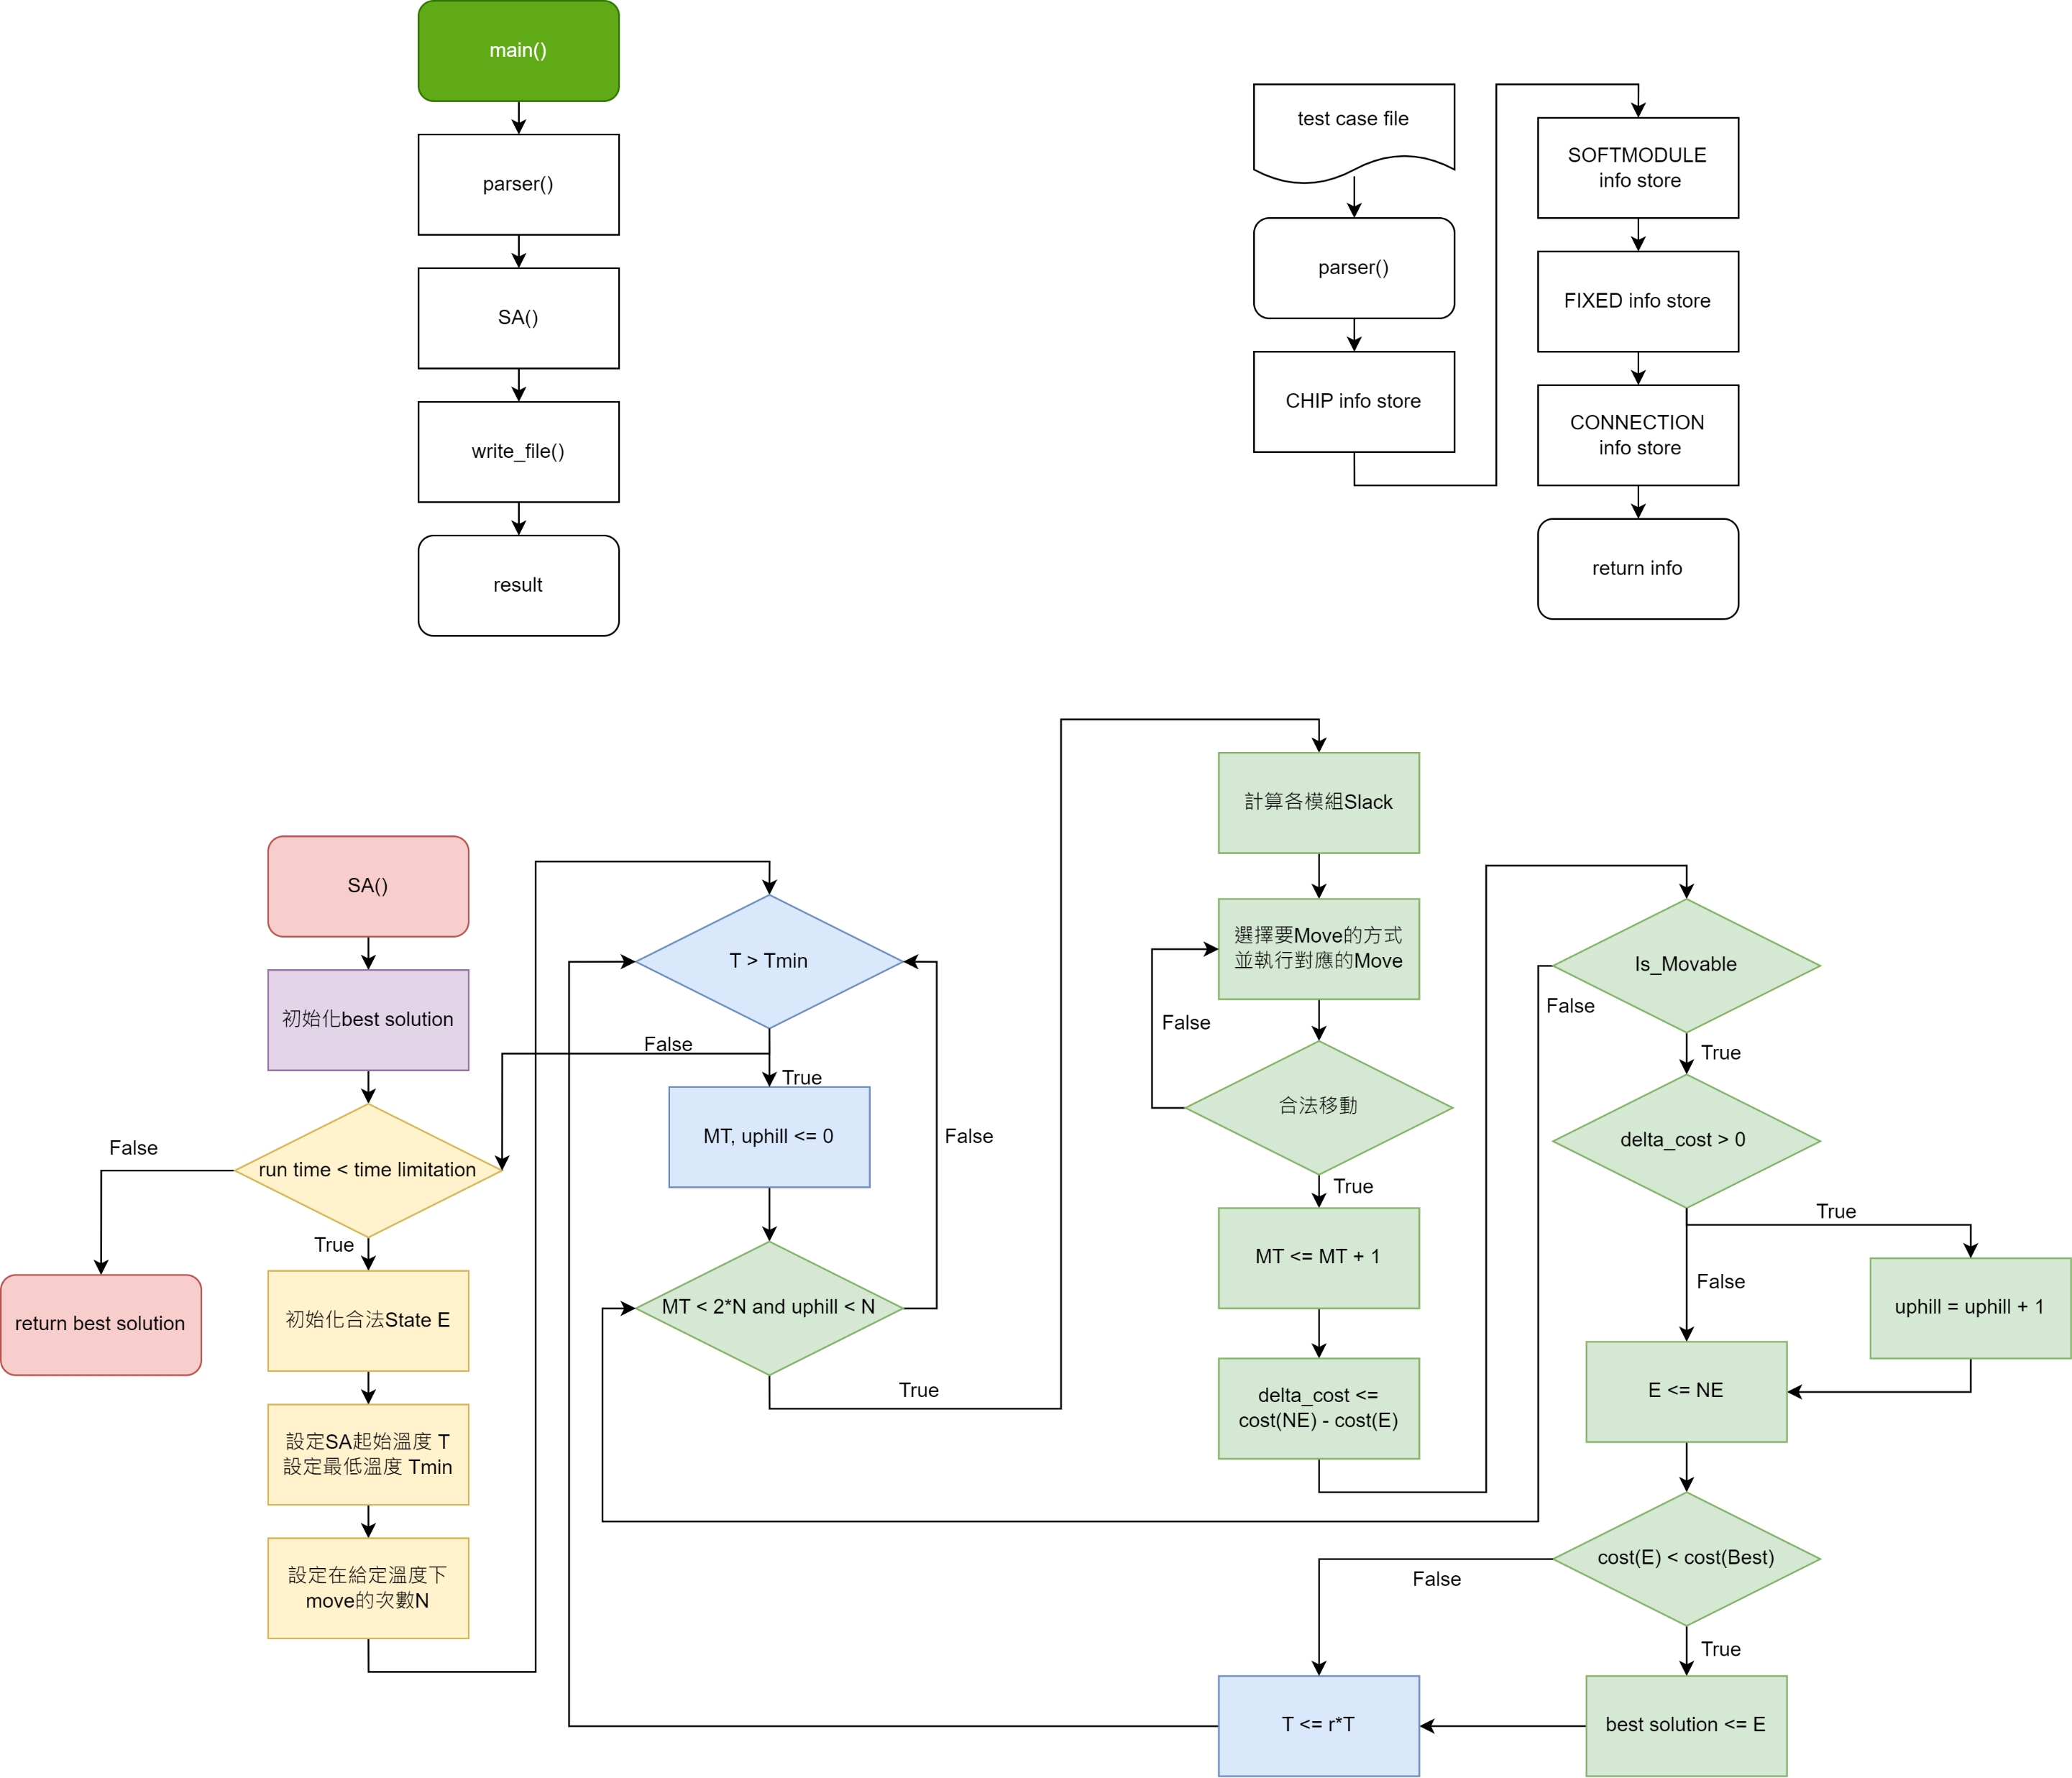 main()
parser()
SA()
write_file()
result
test case file
parser()
CHIP info store
SOFTMODULE
info store
FIXED info store
CONNECTION
info store
return info
SA()
初始化best solution
run time < time limitation
False
return best solution
True
初始化合法State E
設定SA起始溫度 T
設定最低溫度 Tmin
設定在給定溫度下
move的次數N
T > Tmin
False
True
MT, uphill <= 0
False
MT < 2*N and uphill < N
True
計算各模組Slack
選擇要Move的方式
並執行對應的Move
False
合法移動
True
MT <= MT + 1
delta_cost <=
cost(NE) - cost(E)
Is_Movable
False
True
delta_cost > 0
True
False
uphill = uphill + 1
E <= NE
cost(E) < cost(Best)
False
True
best solution <= E
T <= r*T